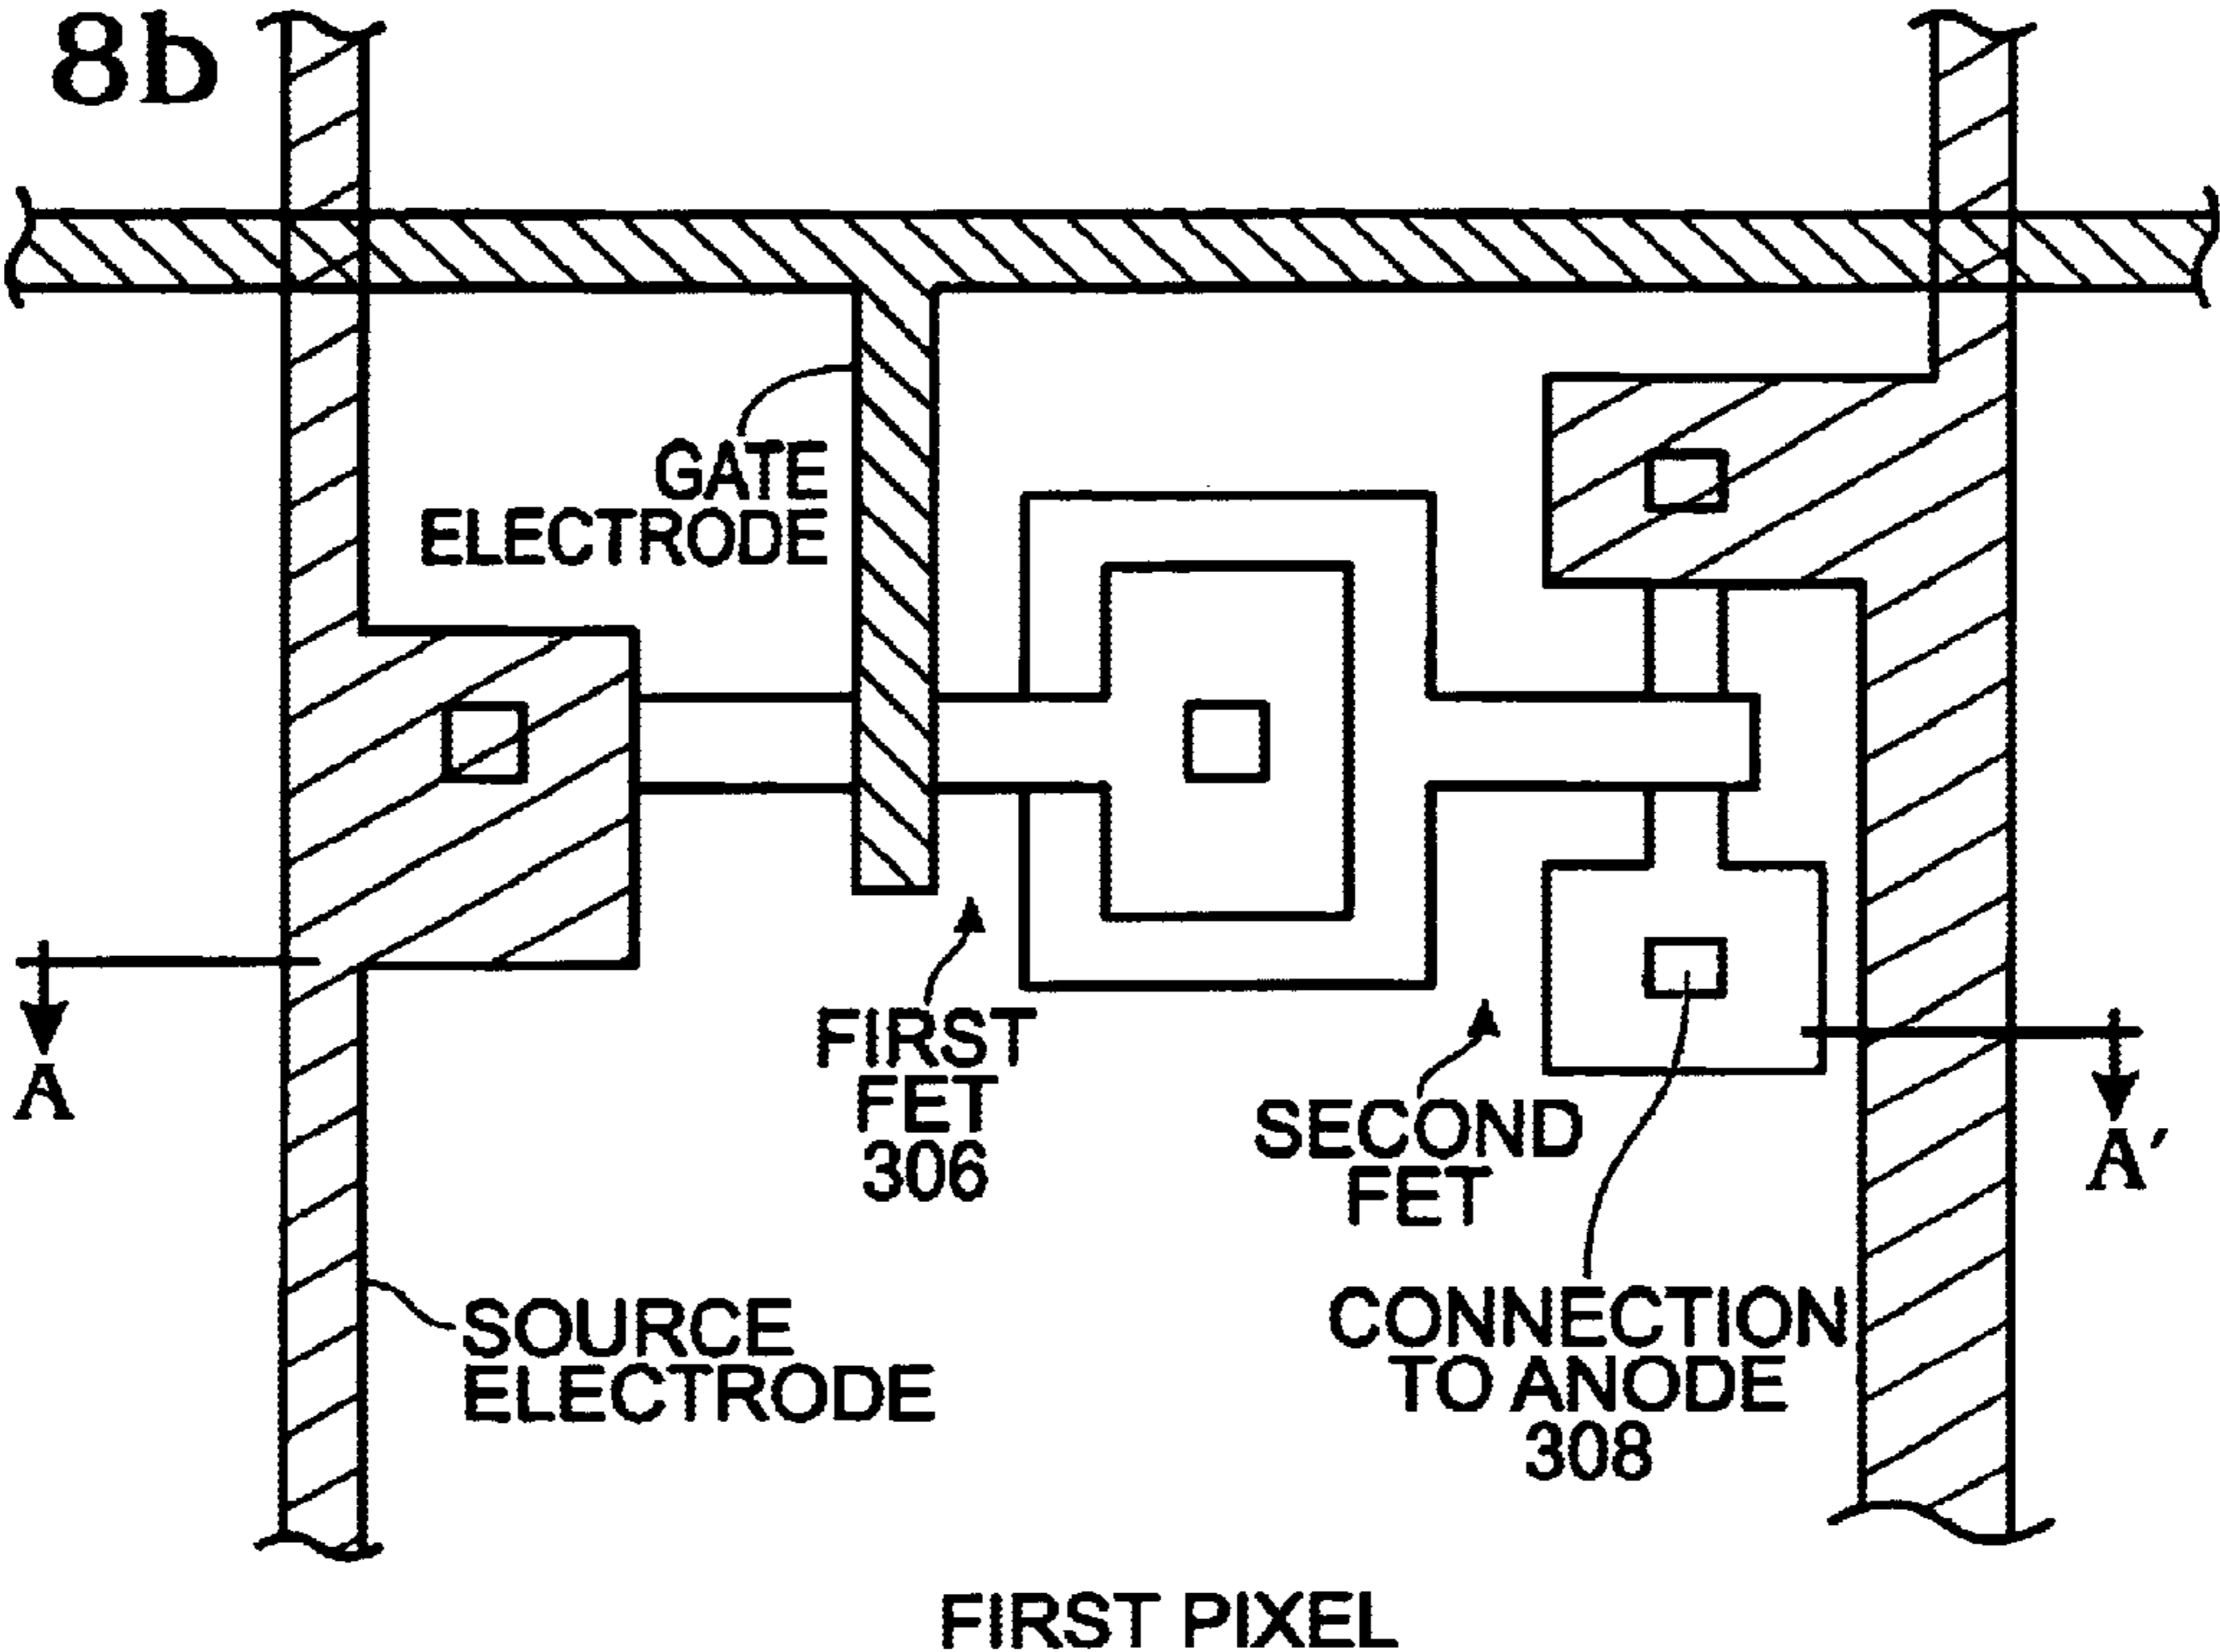 8b
GATE
ELECTRODE
FIRST
FET
306
A
SECOND
FET
A′
SOURCE
ELECTRODE
CONNECTION
TO ANODE
308
FIRST PIXEL